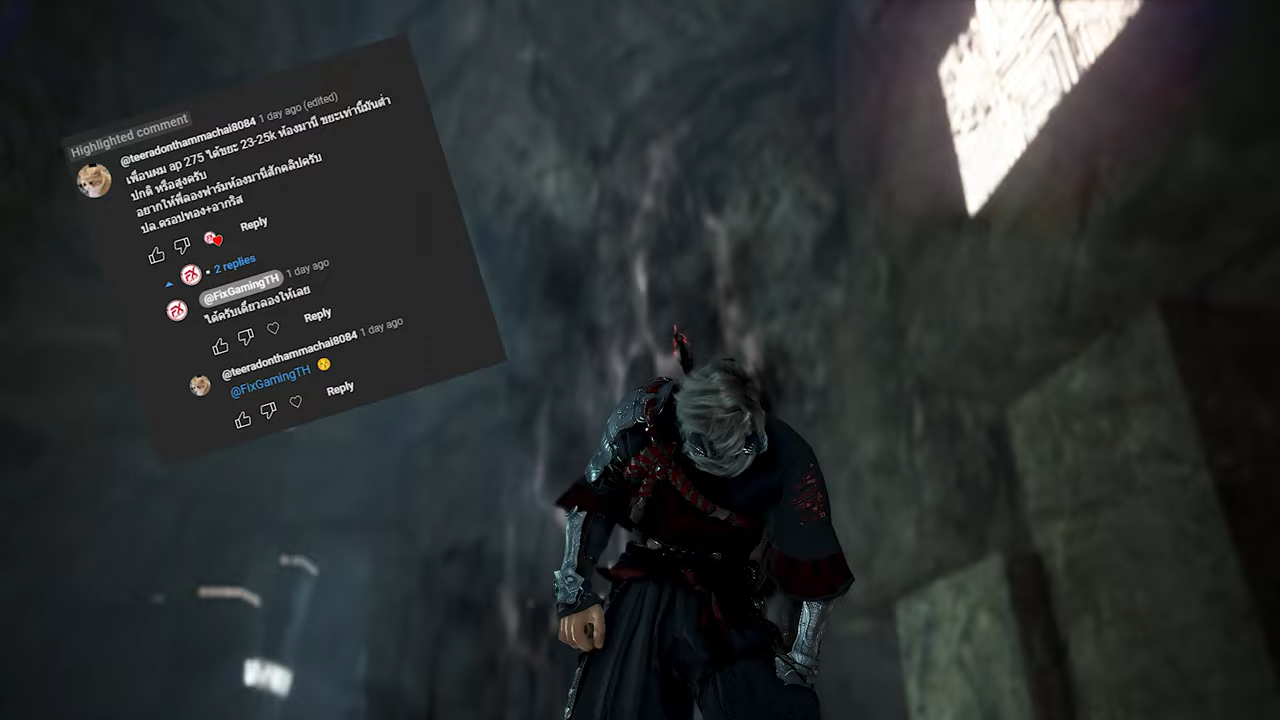 Highlighted comment
@teeradonthammachai8084 1 day ago (edited)
เพื่อนผม ap 275 ได้ขยะ 23-25k ห้องมานี ขยะเท่านี้มันต่ำ
ปกติ หรือสูงครับ
อยากให้พี่ลองฟาร์มห้องมานีสักคลิปครับ
ปล.ดรอปทอง+อากริส
Reply
2 replies
@FixGamingTH 1 day ago
ได้ครับเดี๋ยวลองให้เลย
Reply
@teeradonthammachai8084 1 day ago
@FixGamingTH
Reply